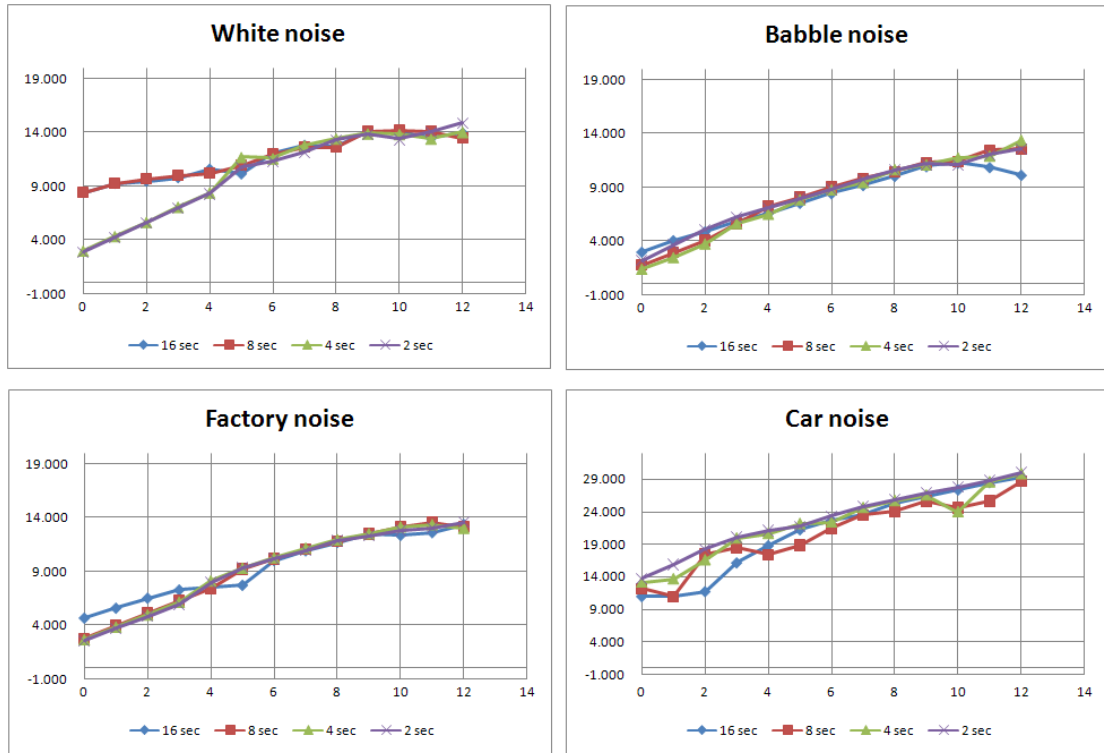 White noise
19.000
14.000
9.000
4.000
-1.000
0 2 4 6 8 10 12 14
16 sec 8 sec 4 sec 2 sec
Babble noise
19.000
14.000
9.000
4.000
-1.000
0 2 4 6 8 10 12 14
16 sec 8 sec 4 sec 2 sec
Factory noise
19.000
14.000
9.000
4.000
-1.000
0 2 4 6 8 10 12 14
16 sec 8 sec 4 sec 2 sec
Car noise
29.000
24.000
19.000
14.000
9.000
4.000
-1.000
0 2 4 6 8 10 12 14
16 sec 8 sec 4 sec 2 sec